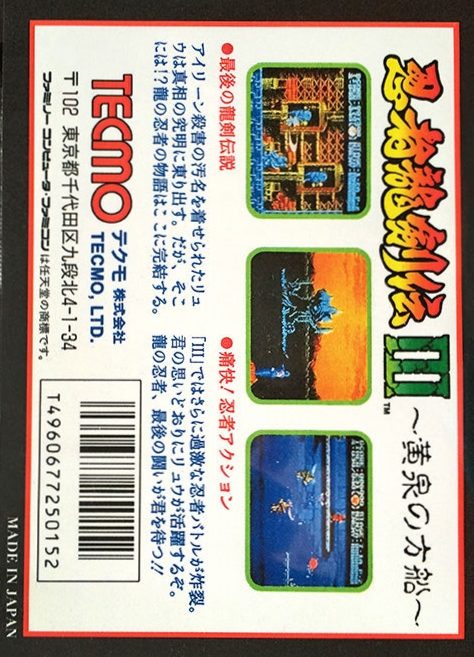 忍者龍剣伝III™ ～黄泉の方船～
●最後の龍剣伝説
アイリーン殺害の汚名を着せられたリュ
ウは真相の究明に乗り出す。だが、そこ
には!?龍の忍者の物語はここに完結する。
●痛快!忍者アクション
「III」ではさらに過激な忍者バトルが炸裂。
君の思いどおりにリュウが活躍するぞ。
龍の忍者、最後の闘いが君を待つ!!
TECMO テクモ 株式会社
TECMO, LTD.
〒102 東京都千代田区九段北4-1-34
ファミリーコンピュータ・ファミコンは任天堂の商標です。
T4960677250152
MADE IN JAPAN